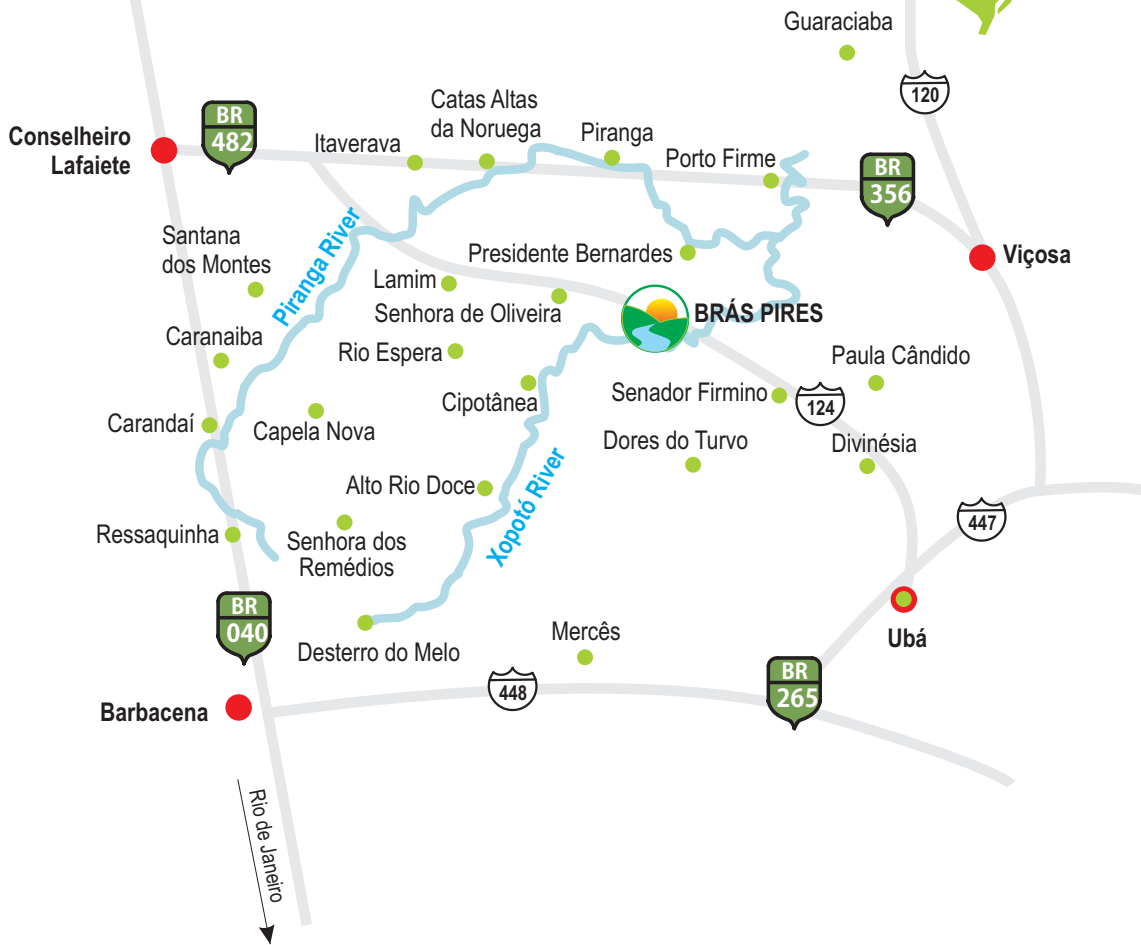 Guaraciaba
120
Catas Altas
da Noruega
BR
482
Conselheiro
Lafaiete
Itaverava
Piranga
Porto Firme
BR
356
Santana
dos Montes
Piranga River
Presidente Bernardes
Viçosa
Lamim
Senhora de Oliveira
BRÁS PIRES
Caranaiba
Rio Espera
Paula Cândido
Cipotânea
Senador Firmino
124
Carandaí
Capela Nova
Dores do Turvo
Divinésia
Alto Rio Doce
Xopotó River
447
Ressaquinha
Senhora dos
Remédios
BR
040
Desterro do Melo
Mercês
Ubá
BR
265
448
Barbacena
Rio de Janeiro